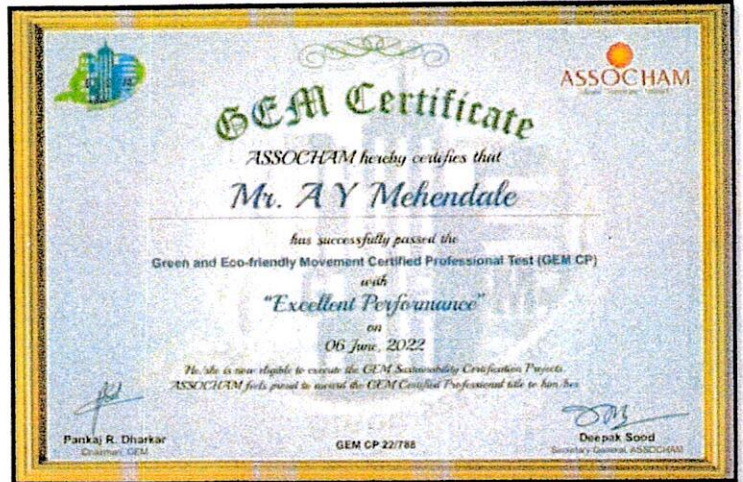 ASSOCHAM
GEM Certificate
ASSOCHAM hereby certifies that
Mr. A Y Mehendale
has successfully passed the
Green and Eco-friendly Movement Certified Professional Test (GEM CP)
with
"Excellent Performance"
on
06 June, 2022
He/she is now eligible to execute the GEM Sustainability Certification Projects.
ASSOCHAM feels proud to award the GEM Certified Professional title to him/her.
Pankaj R. Dharkar
Chairman, GEM
GEM CP 22/788
Deepak Sood
Secretary General, ASSOCHAM